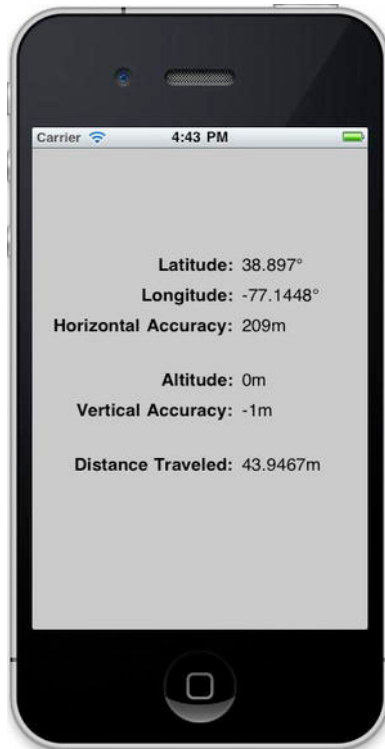 Carrier 4:43 PM
Latitude: 38.897°
Longitude: -77.1448°
Horizontal Accuracy: 209m
Altitude: 0m
Vertical Accuracy: -1m
Distance Traveled: 43.9467m